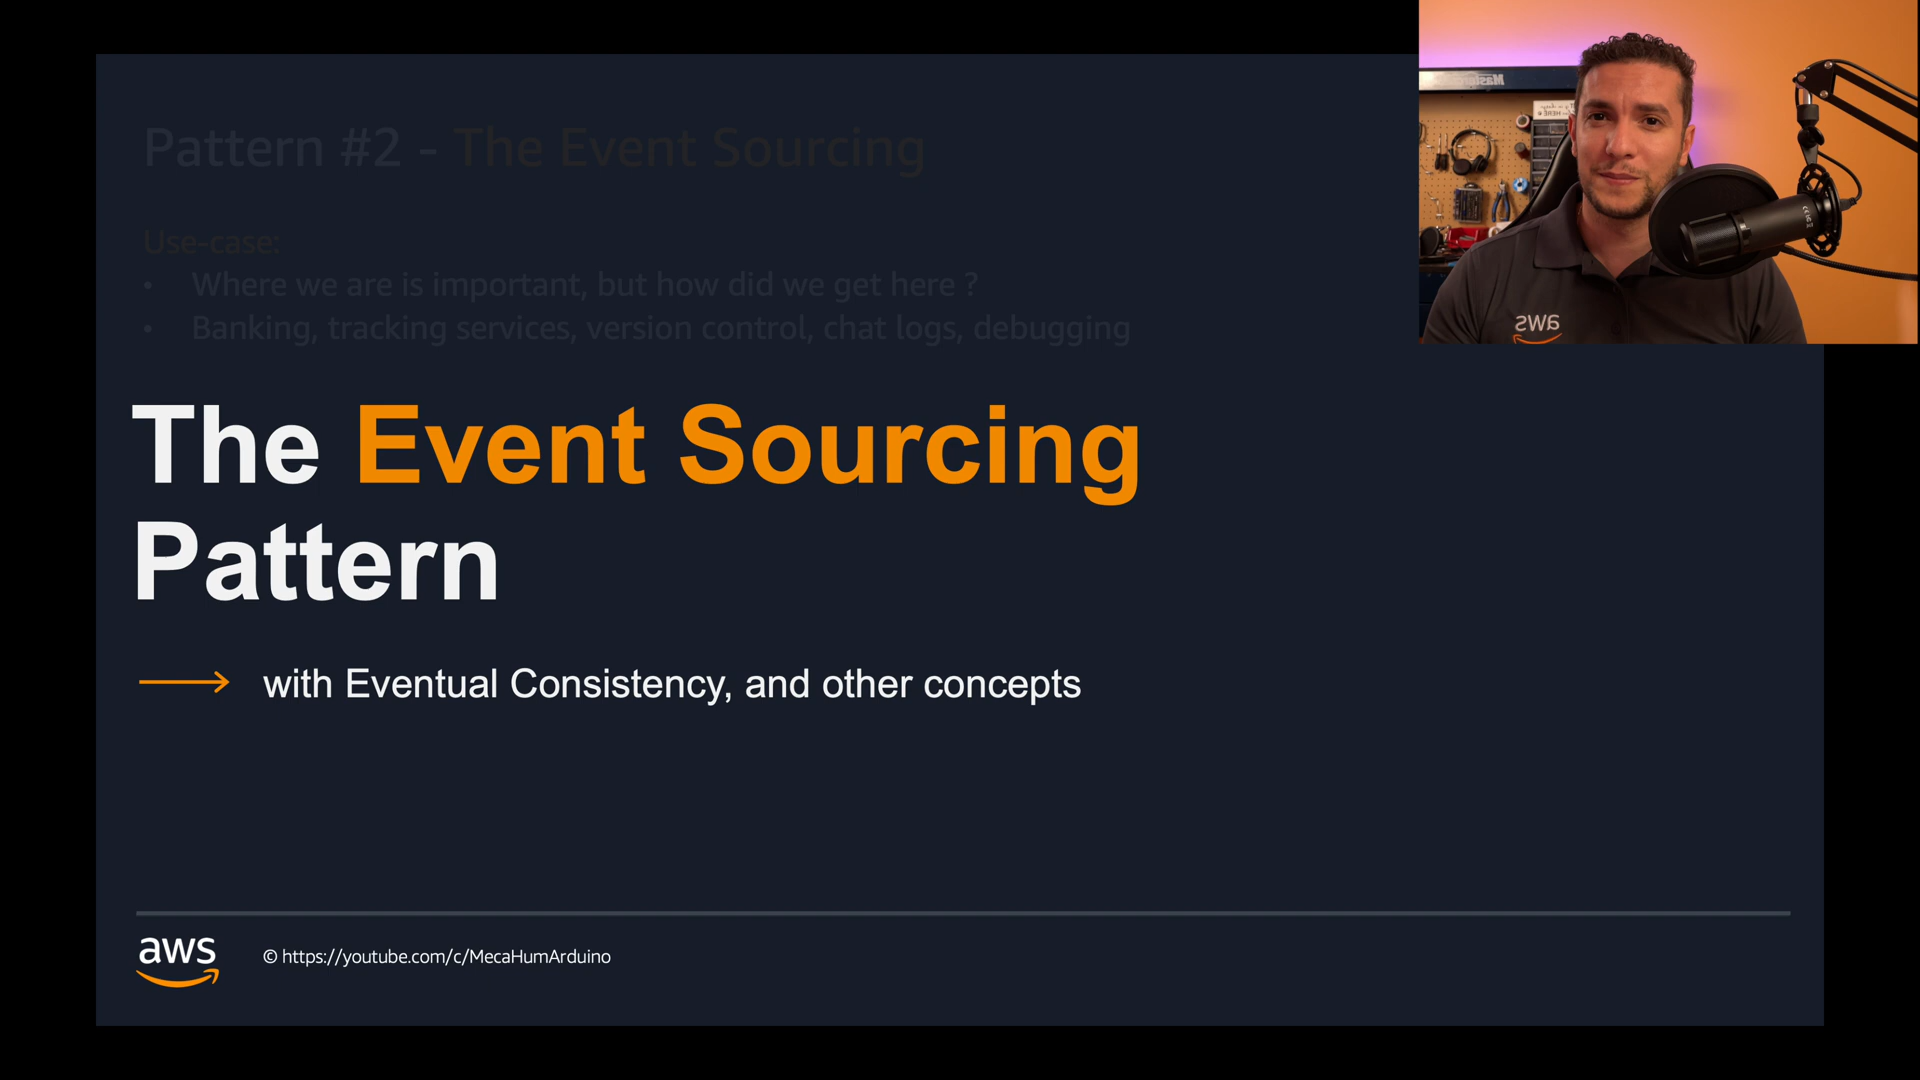 Pattern #2 - The Event Sourcing
Use-case:
• Where we are is important, but how did we get here ?
• Banking, tracking services, version control, chat logs, debugging
The Event Sourcing
Pattern
with Eventual Consistency, and other concepts
aws
© https://youtube.com/c/MecaHumArduino
aws